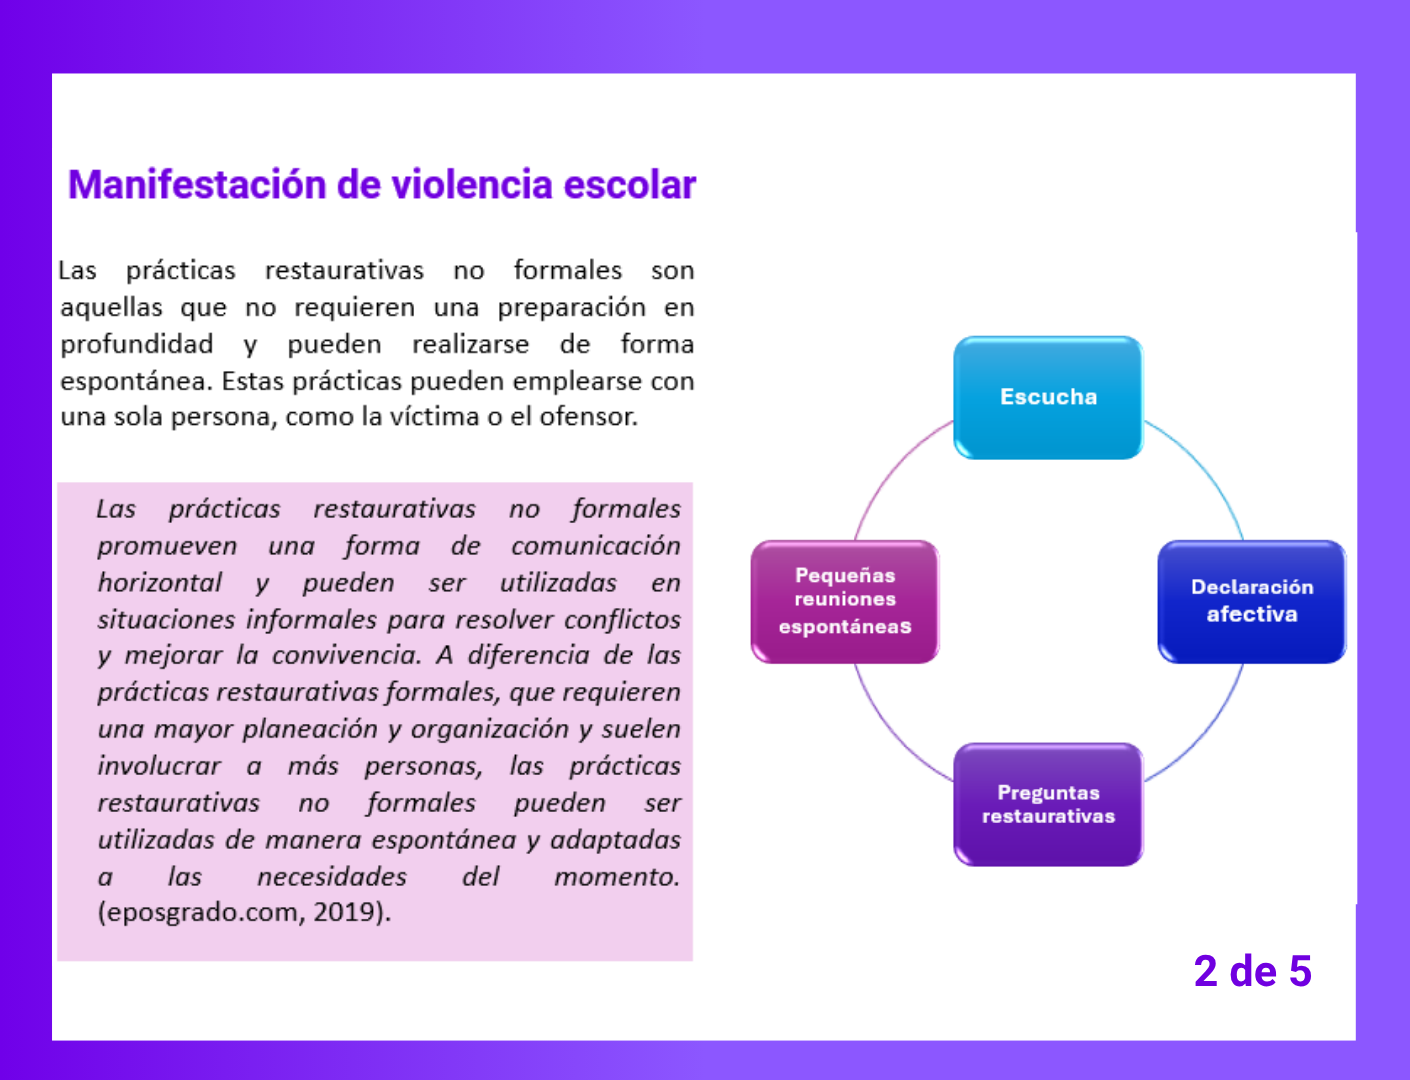 Manifestación de violencia escolar
Las prácticas restaurativas no formales son
aquellas que no requieren una preparación en
profundidad y pueden realizarse de forma
espontánea. Estas prácticas pueden emplearse con
una sola persona, como la víctima o el ofensor.
Las prácticas restaurativas no formales
promueven una forma de comunicación
horizontal y pueden ser utilizadas en
situaciones informales para resolver conflictos
y mejorar la convivencia. A diferencia de las
prácticas restaurativas formales, que requieren
una mayor planeación y organización y suelen
involucrar a más personas, las prácticas
restaurativas no formales pueden ser
utilizadas de manera espontánea y adaptadas
a las necesidades del momento.
(eposgrado.com, 2019).
Escucha
Declaración
afectiva
Preguntas
restaurativas
Pequeñas
reuniones
espontáneas
2 de 5